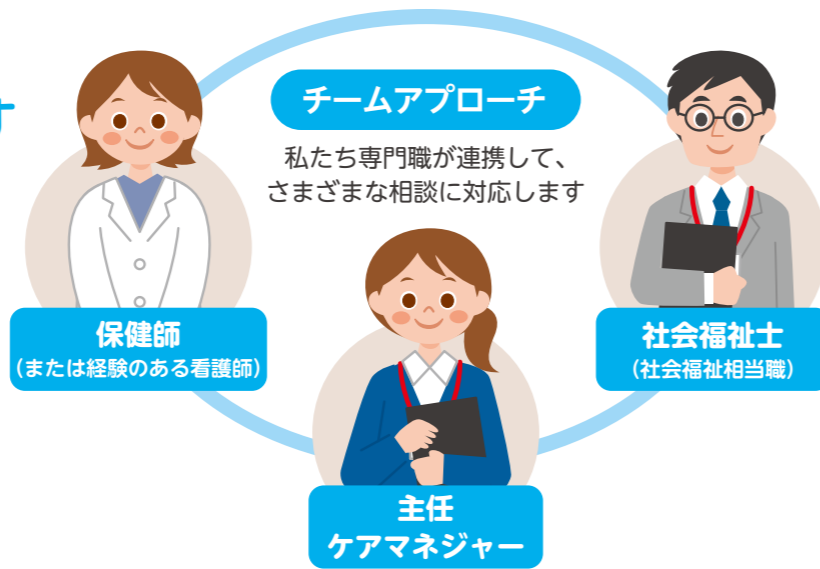 す
チームアプローチ
私たち専門職が連携して、
さまざまな相談に対応します
保健師
(または経験のある看護師)
社会福祉士
(社会福祉相当職)
主任
ケアマネジャー